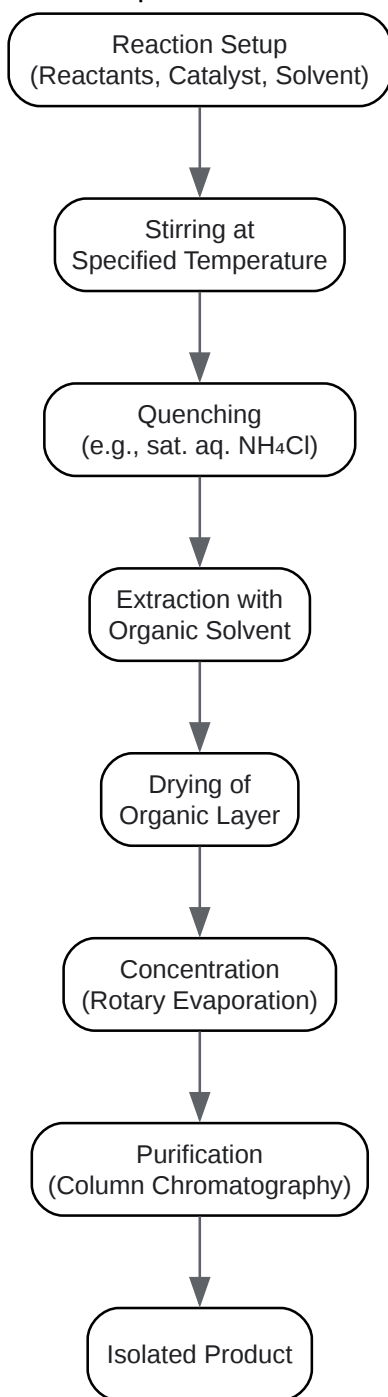 Reaction Setup
(Reactants, Catalyst, Solvent)
Stirring at
Specified Temperature
Quenching
(e.g., sat. aq. NH₄Cl)
Extraction with
Organic Solvent
Drying of
Organic Layer
Concentration
(Rotary Evaporation)
Purification
(Column Chromatography)
Isolated Product